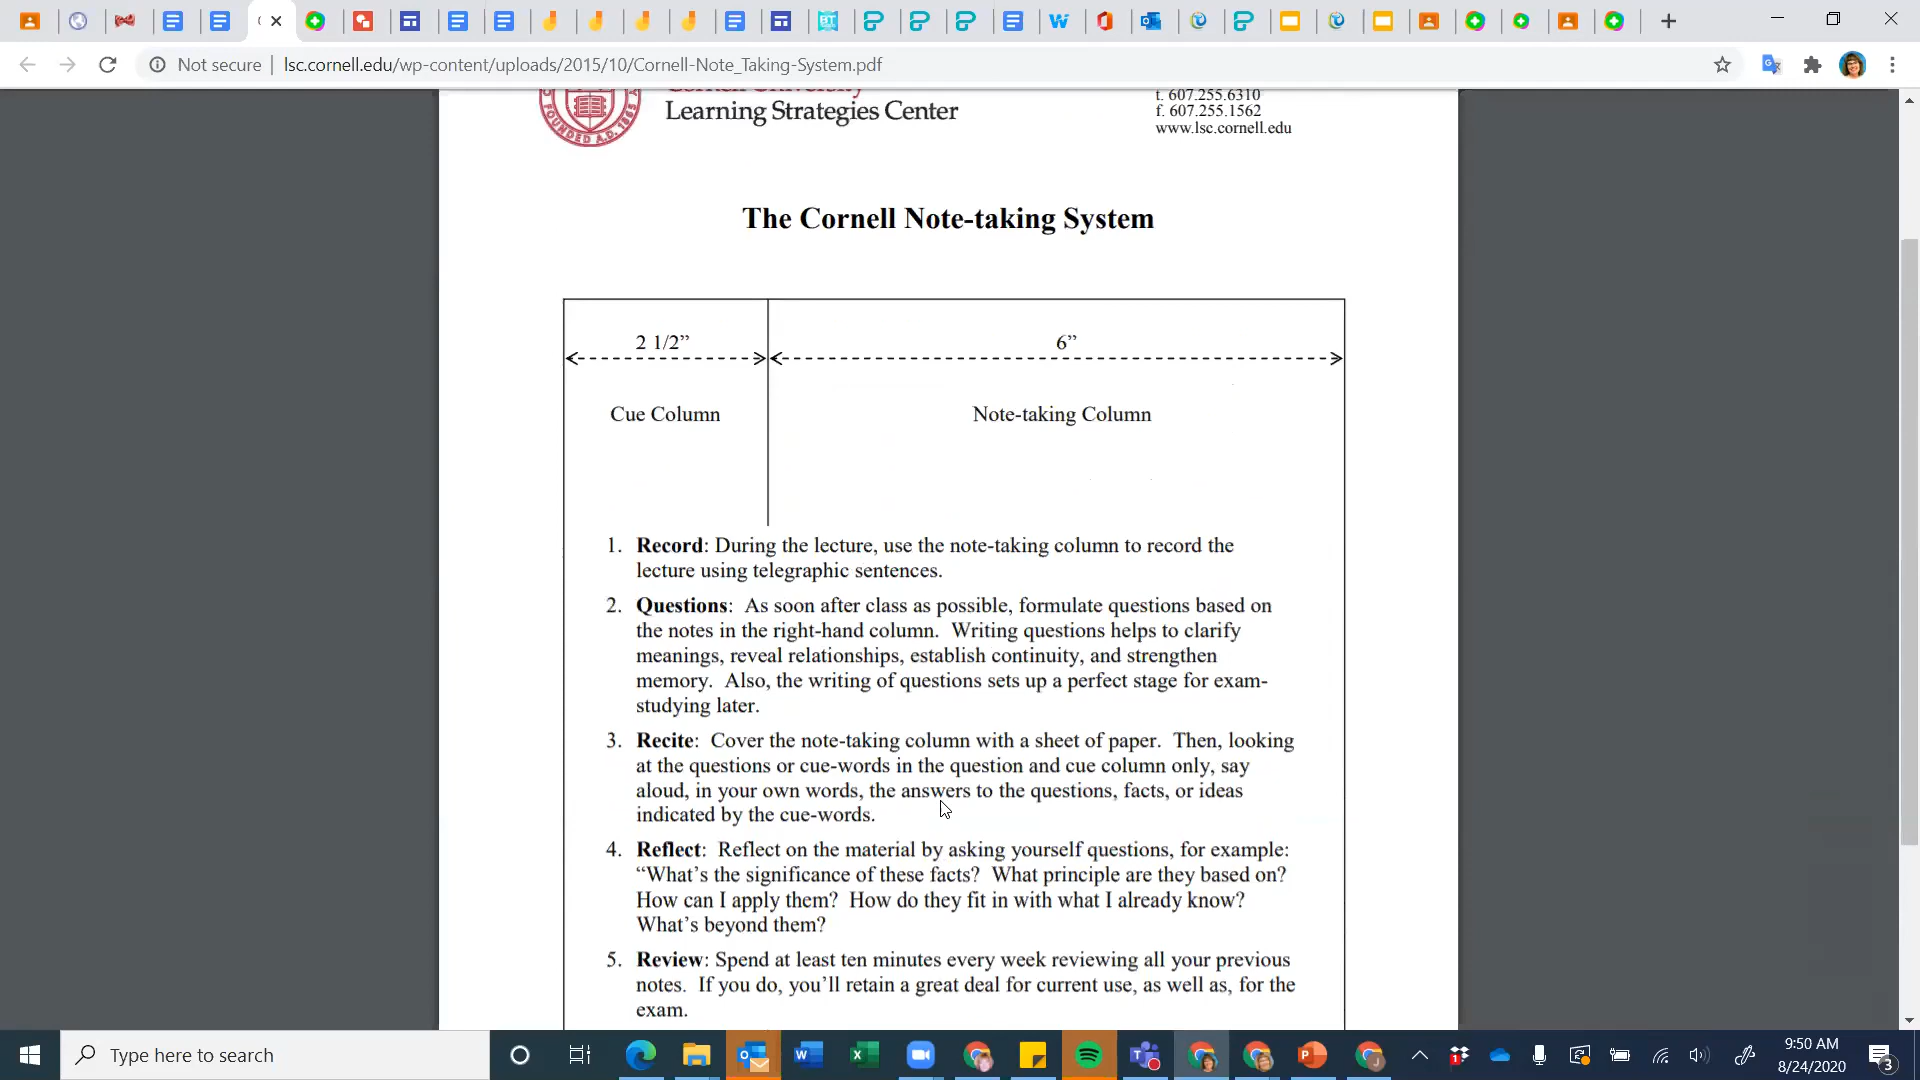 Not secure
lsc.cornell.edu/wp-content/uploads/2015/10/Cornell-Note_Taking-System.pdf
Cornell University
Learning Strategies Center
t. 607.255.6310
f. 607.255.1562
www.lsc.cornell.edu
FOUNDED A.D. 1865
The Cornell Note-taking System
2 1/2”
6”
Cue Column
Note-taking Column
1. Record: During the lecture, use the note-taking column to record the
lecture using telegraphic sentences.
2. Questions: As soon after class as possible, formulate questions based on
the notes in the right-hand column. Writing questions helps to clarify
meanings, reveal relationships, establish continuity, and strengthen
memory. Also, the writing of questions sets up a perfect stage for exam-
studying later.
3. Recite: Cover the note-taking column with a sheet of paper. Then, looking
at the questions or cue-words in the question and cue column only, say
aloud, in your own words, the answers to the questions, facts, or ideas
indicated by the cue-words.
4. Reflect: Reflect on the material by asking yourself questions, for example:
“What’s the significance of these facts? What principle are they based on?
How can I apply them? How do they fit in with what I already know?
What’s beyond them?
5. Review: Spend at least ten minutes every week reviewing all your previous
notes. If you do, you’ll retain a great deal for current use, as well as, for the
exam.
Type here to search
9:50 AM
8/24/2020
3